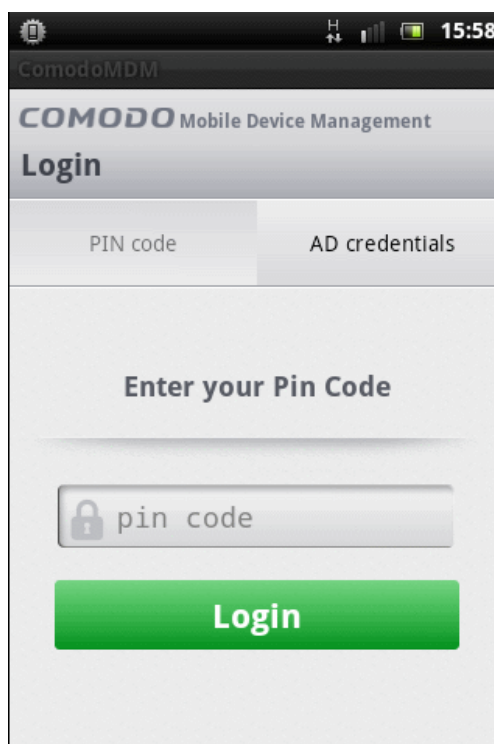 H 15:58
ComodoMDM
COMODO Mobile Device Management
Login
PIN code AD credentials
Enter your Pin Code
pin code
Login